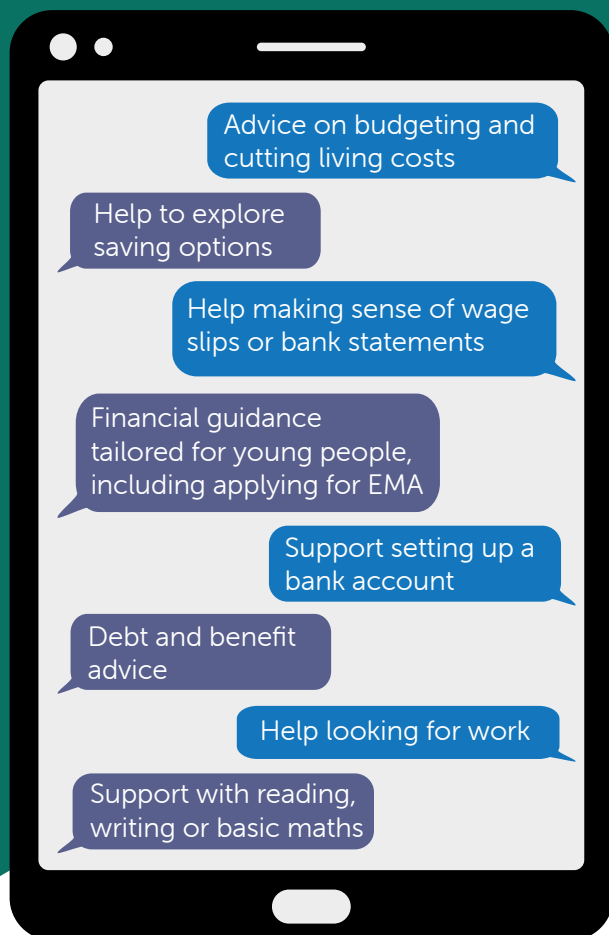 Advice on budgeting and
cutting living costs
Help to explore
saving options
Help making sense of wage
slips or bank statements
Financial guidance
tailored for young people,
including applying for EMA
Support setting up a
bank account
Debt and benefit
advice
Help looking for work
Support with reading,
writing or basic maths